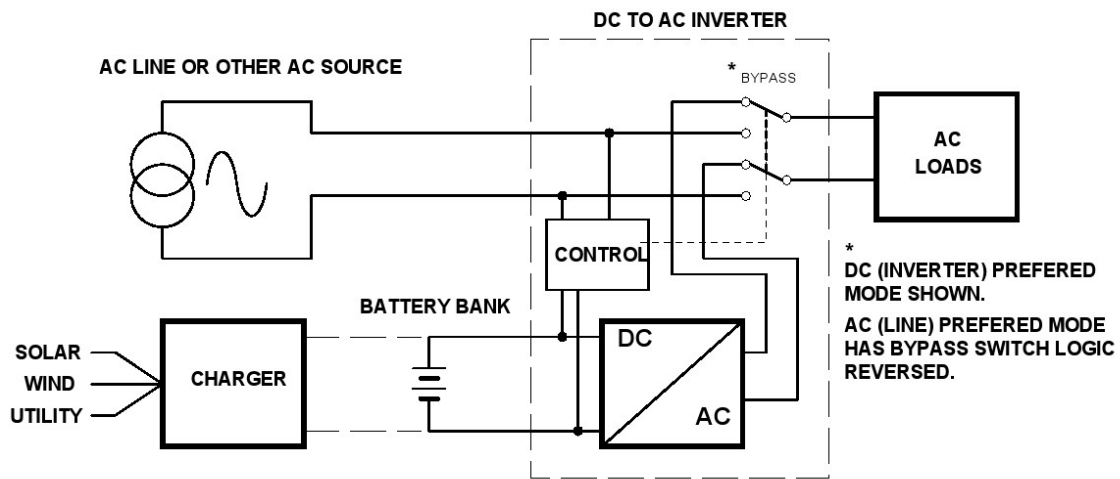 DC TO AC INVERTER
AC LINE OR OTHER AC SOURCE
* BYPASS
AC
LOADS
CONTROL
*
DC (INVERTER) PREFERED
MODE SHOWN.
AC (LINE) PREFERED MODE
HAS BYPASS SWITCH LOGIC
REVERSED.
BATTERY BANK
SOLAR
WIND
UTILITY
CHARGER
DC
AC